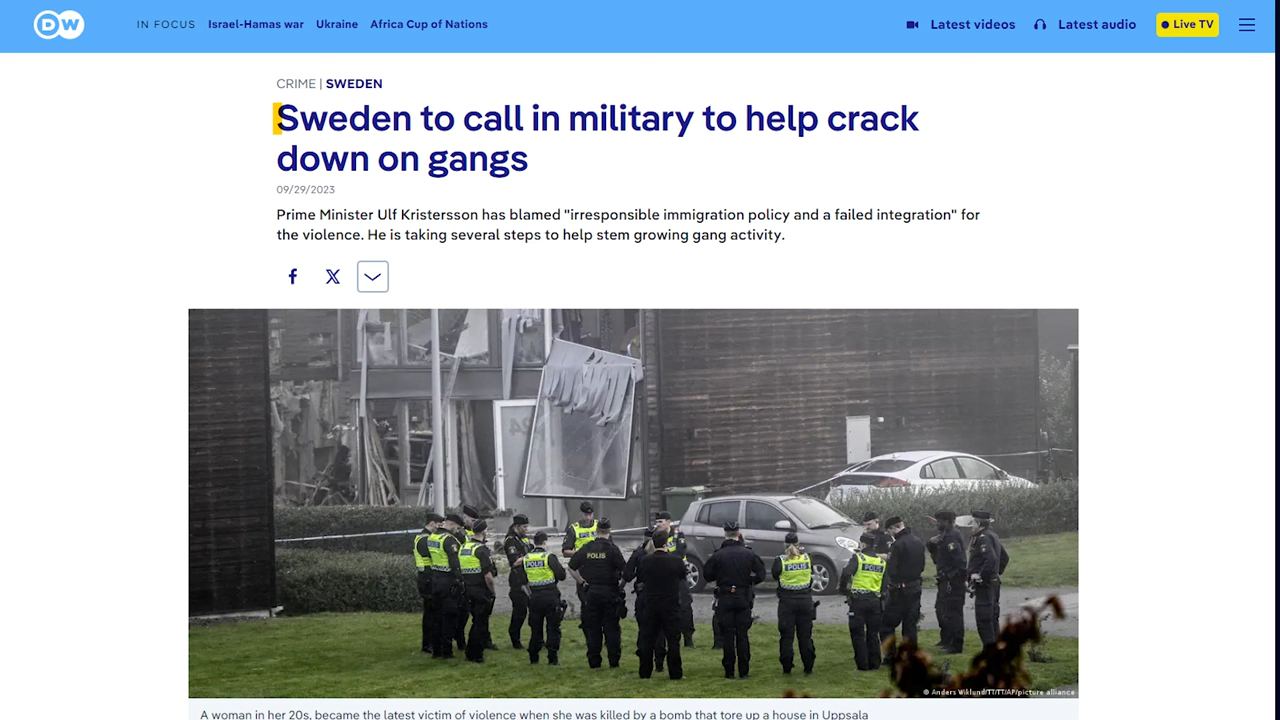 DW
IN FOCUS Israel-Hamas war Ukraine Africa Cup of Nations Latest videos Latest audio Live TV
CRIME | SWEDEN
Sweden to call in military to help crack
down on gangs
09/29/2023
Prime Minister Ulf Kristersson has blamed "irresponsible immigration policy and a failed integration" for
the violence. He is taking several steps to help stem growing gang activity.
POLIS
POLIS
POLIS
POLIS
© Anders Wiklund/TT/TT/AP/picture alliance
A woman in her 20s, became the latest victim of violence when she was killed by a bomb that tore up a house in Uppsala